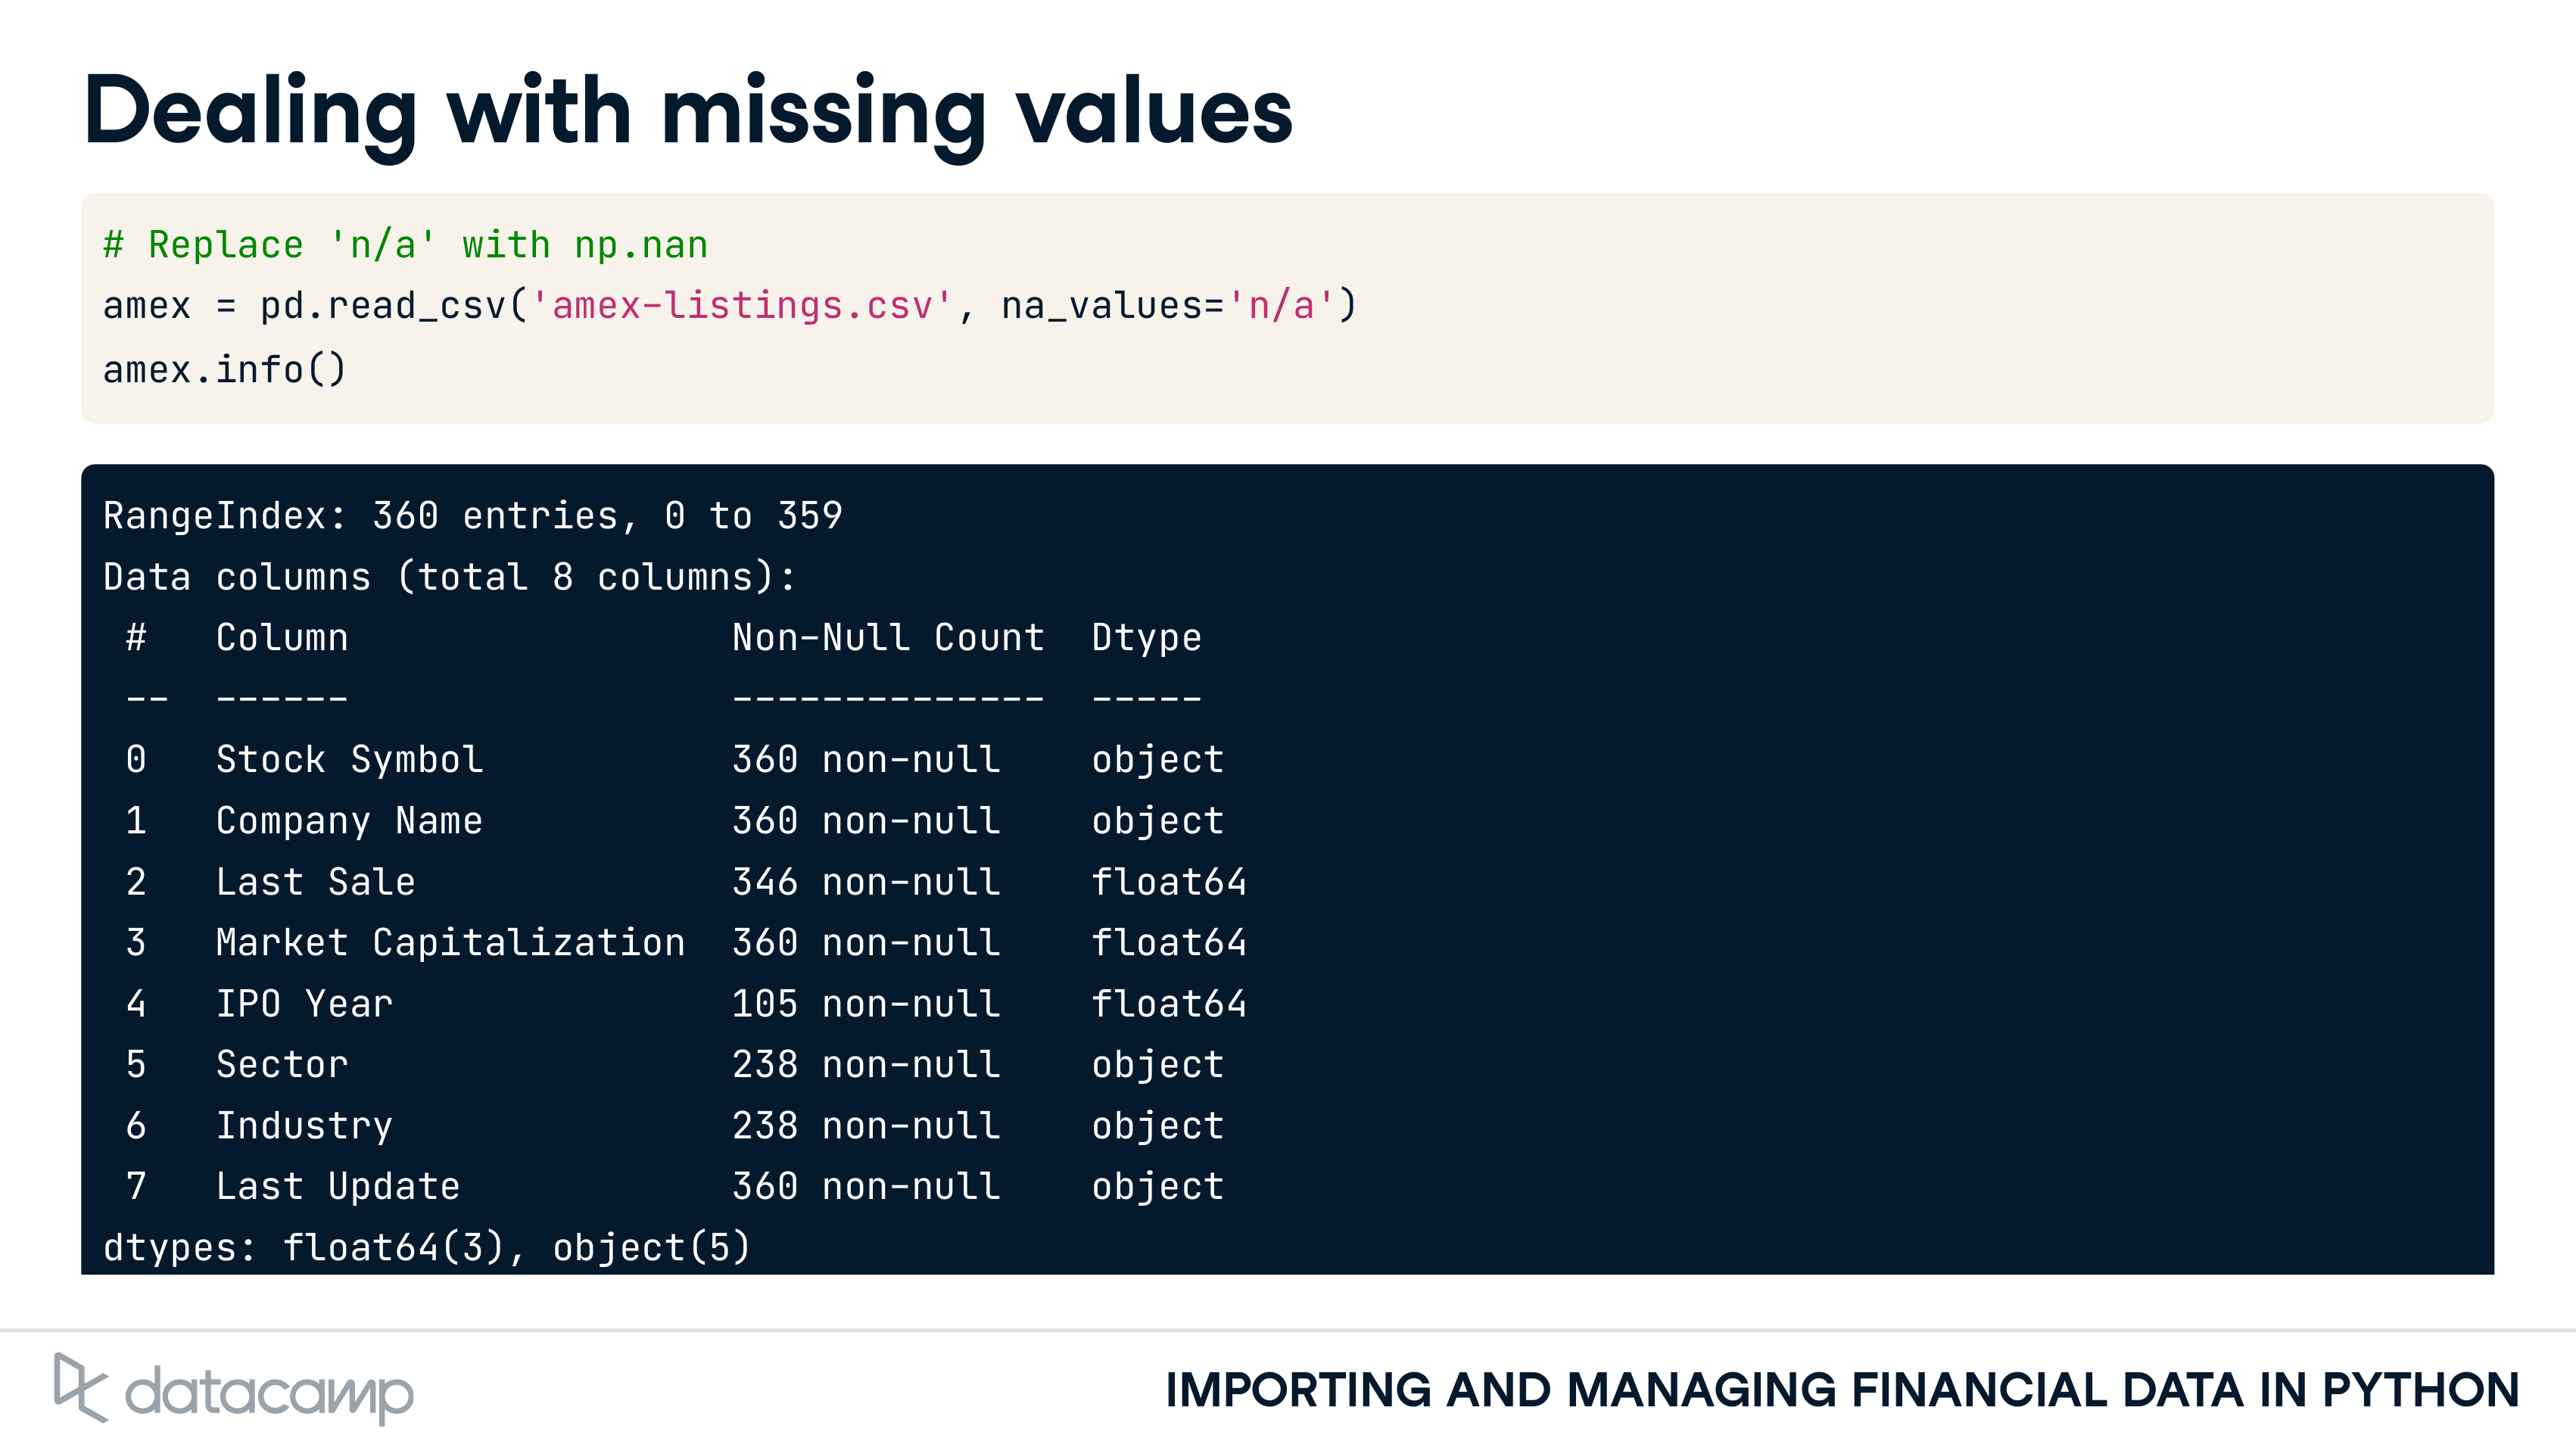 Dealing with missing values
# Replace 'n/a' with np.nan
amex = pd.read_csv('amex-listings.csv', na_values='n/a')
amex.info()
RangeIndex: 360 entries, 0 to 359
Data columns (total 8 columns):
 #   Column                 Non-Null Count  Dtype
 --  ------                 --------------  -----
 0   Stock Symbol           360 non-null    object
 1   Company Name           360 non-null    object
 2   Last Sale              346 non-null    float64
 3   Market Capitalization  360 non-null    float64
 4   IPO Year               105 non-null    float64
 5   Sector                 238 non-null    object
 6   Industry               238 non-null    object
 7   Last Update            360 non-null    object
dtypes: float64(3), object(5)
datacamp
IMPORTING AND MANAGING FINANCIAL DATA IN PYTHON